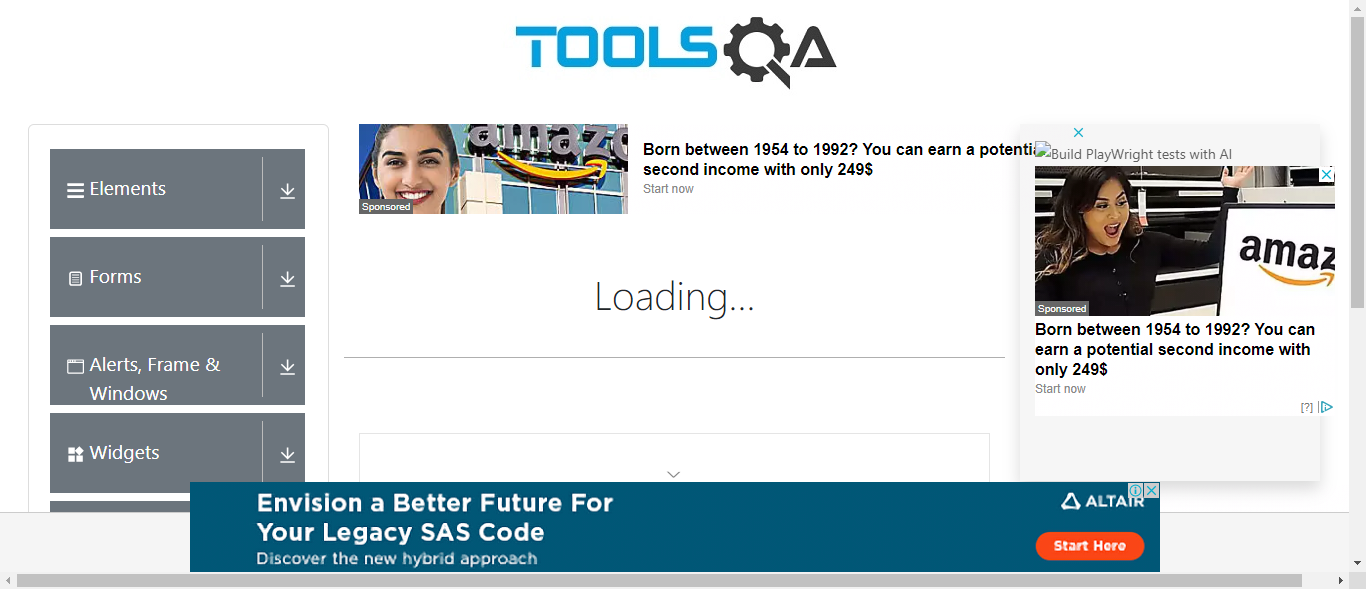 TOOLSQA
Elements
Forms
Alerts, Frame &
Windows
Widgets
amazo
Sponsored
Born between 1954 to 1992? You can earn a potentia
second income with only 249$
Start now
Loading...
Build PlayWright tests with AI
amaz
Sponsored
Born between 1954 to 1992? You can
earn a potential second income with
only 249$
Start now
[?]
Envision a Better Future For
Your Legacy SAS Code
Discover the new hybrid approach
ALTAIR
Start Here